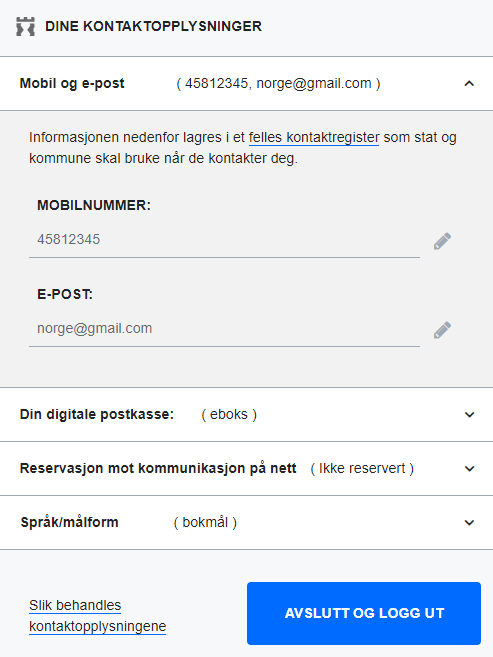 DINE KONTAKTOPPLYSNINGER
Mobil og e-post ( 45812345, norge@gmail.com )
Informasjonen nedenfor lagres i et felles kontaktregister som stat og
kommune skal bruke når de kontakter deg.
MOBILNUMMER:
45812345
E-POST:
norge@gmail.com
Din digitale postkasse: ( eboks )
Reservasjon mot kommunikasjon på nett ( Ikke reservert )
Språk/målform ( bokmål )
Slik behandles
kontaktopplysningene
AVSLUTT OG LOGG UT